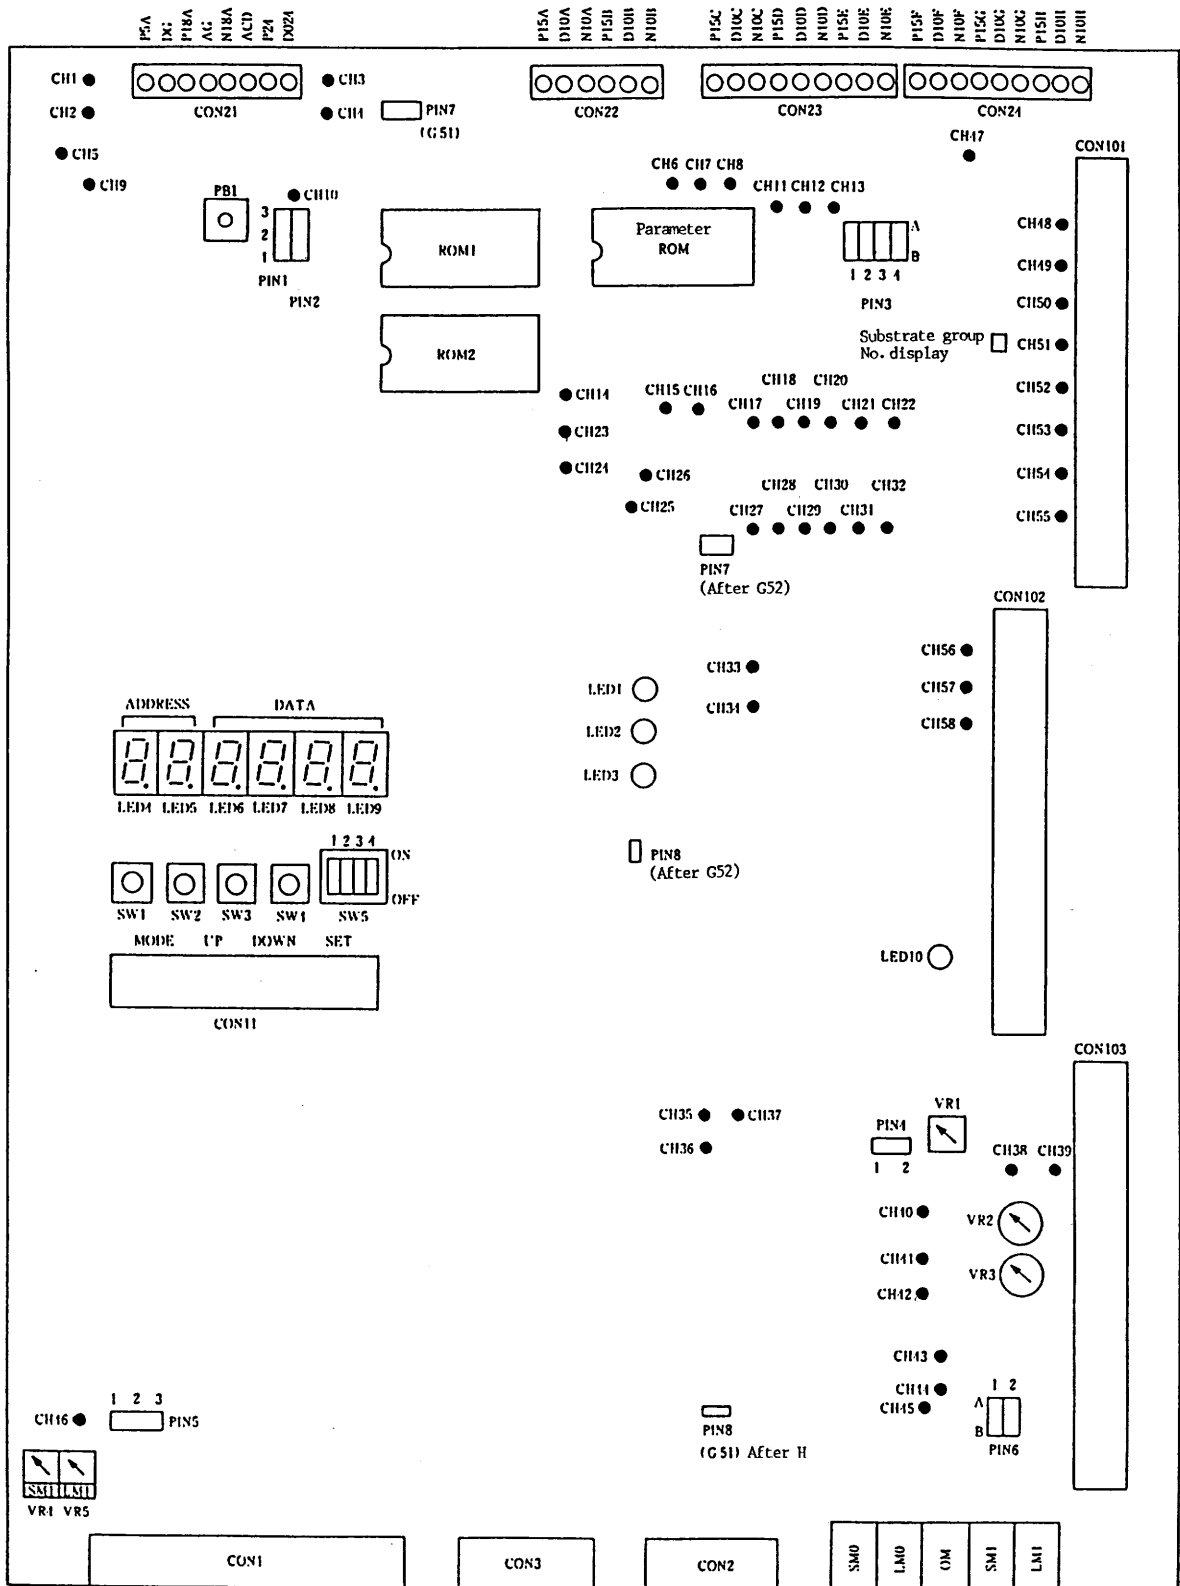 P5A DG P18A AG N18A ACD P24 DO24
P15A D10A N10A P15B D10B N10B
P15C D10C N10C P15D D10D N10D P15E D10E N10E
P15F D10F N10F P15G D10G N10G P15H D10H N10H
CH1
CH2
CH3
CH4
CON21
PIN7
(G51)
CON22
CON23
CON24
CH5
CH9
PB1
CH10
3
2
1
PIN1
PIN2
ROM1
ROM2
CH6 CH7 CH8
CH11 CH12 CH13
Parameter
ROM
A
B
1 2 3 4
PIN3
Substrate group
No. display
CH47
CON101
CH48
CH49
CH50
CH51
CH52
CH53
CH54
CH55
CH14
CH23
CH24
CH15 CH16
CH18 CH20
CH17 CH19 CH21 CH22
CH26
CH25
CH28 CH30 CH32
CH27 CH29 CH31
PIN7
(After G52)
CON102
CH33
CH34
CH56
CH57
CH58
LED1
LED2
LED3
ADDRESS DATA
8. 8. 8. 8. 8. 8.
LED4 LED5 LED6 LED7 LED8 LED9
1 2 3 4
ON
OFF
SW1 SW2 SW3 SW4 SW5
MODE UP DOWN SET
CON11
PIN8
(After G52)
LED10
CON103
CH35
CH37
CH36
PIN4
1 2
VR1
CH38 CH39
CH40
VR2
CH41
VR3
CH42
CH43
CH44
CH45
1 2
A
B
PIN6
1 2 3
CH46
PIN5
PIN8
(G51) After H
SM1 LM1
VR4 VR5
CON1
CON3
CON2
SM0 LM0 OM SM1 LM1